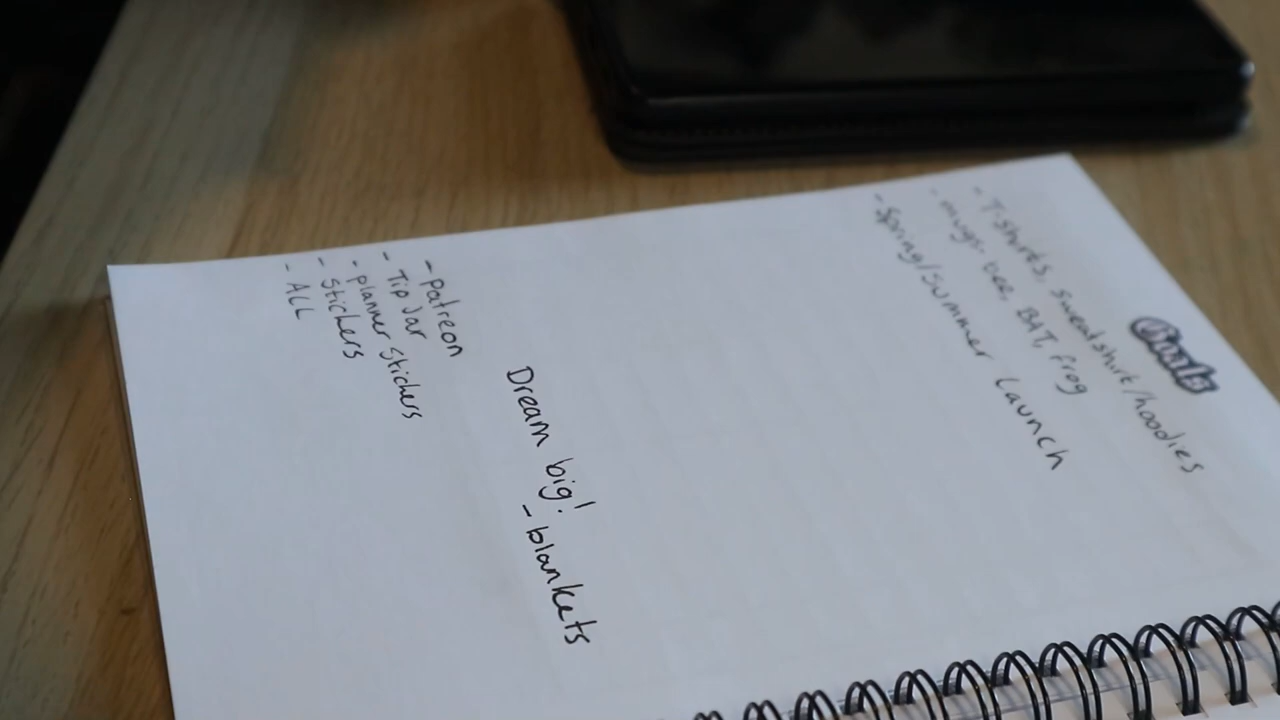 Goals
- T-shirts, sweatshirt/hoodies
- mugs- bee, BAT, frog
- Spring/Summer Launch
Dream big!
- blankets
- Patreon
- Tip Jar
- planner stickers
- Stickers
- ALL